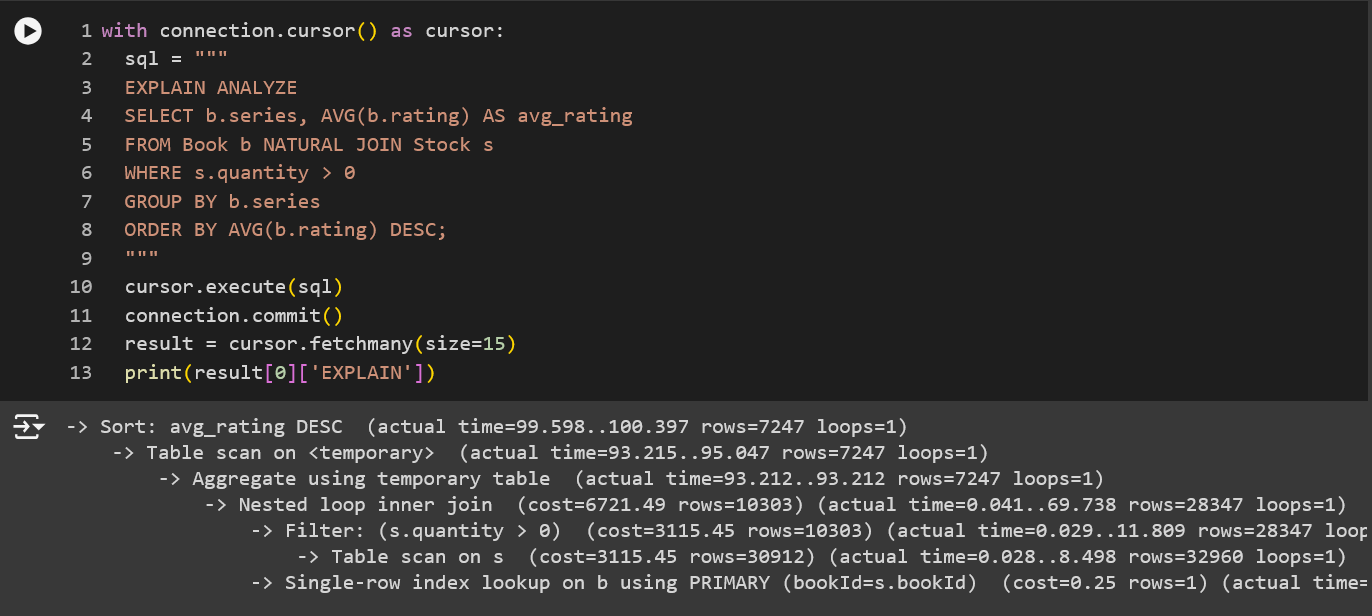 1 with connection.cursor() as cursor:
2 sql = """
3 EXPLAIN ANALYZE
4 SELECT b.series, AVG(b.rating) AS avg_rating
5 FROM Book b NATURAL JOIN Stock s
6 WHERE s.quantity > 0
7 GROUP BY b.series
8 ORDER BY AVG(b.rating) DESC;
9 """
10 cursor.execute(sql)
11 connection.commit()
12 result = cursor.fetchmany(size=15)
13 print(result[0]['EXPLAIN'])
-> Sort: avg_rating DESC (actual time=99.598..100.397 rows=7247 loops=1)
-> Table scan on <temporary> (actual time=93.215..95.047 rows=7247 loops=1)
-> Aggregate using temporary table (actual time=93.212..93.212 rows=7247 loops=1)
-> Nested loop inner join (cost=6721.49 rows=10303) (actual time=0.041..69.738 rows=28347 loops=1)
-> Filter: (s.quantity > 0) (cost=3115.45 rows=10303) (actual time=0.029..11.809 rows=28347 loop
-> Table scan on s (cost=3115.45 rows=30912) (actual time=0.028..8.498 rows=32960 loops=1)
-> Single-row index lookup on b using PRIMARY (bookId=s.bookId) (cost=0.25 rows=1) (actual time=